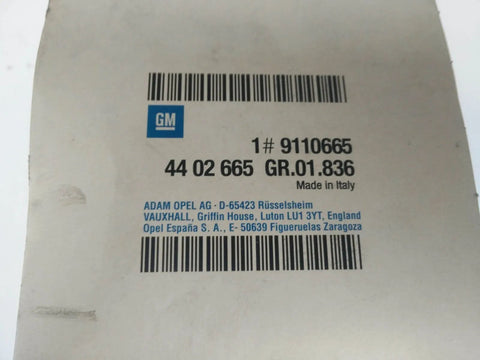 GM
1# 9110665
44 02 665 GR.01.836
Made in Italy
ADAM OPEL AG · D-65423 Rüsselsheim
VAUXHALL, Griffin House, Luton LU1 3YT, England
Opel España S. A., E- 50639 Figueruelas Zaragoza